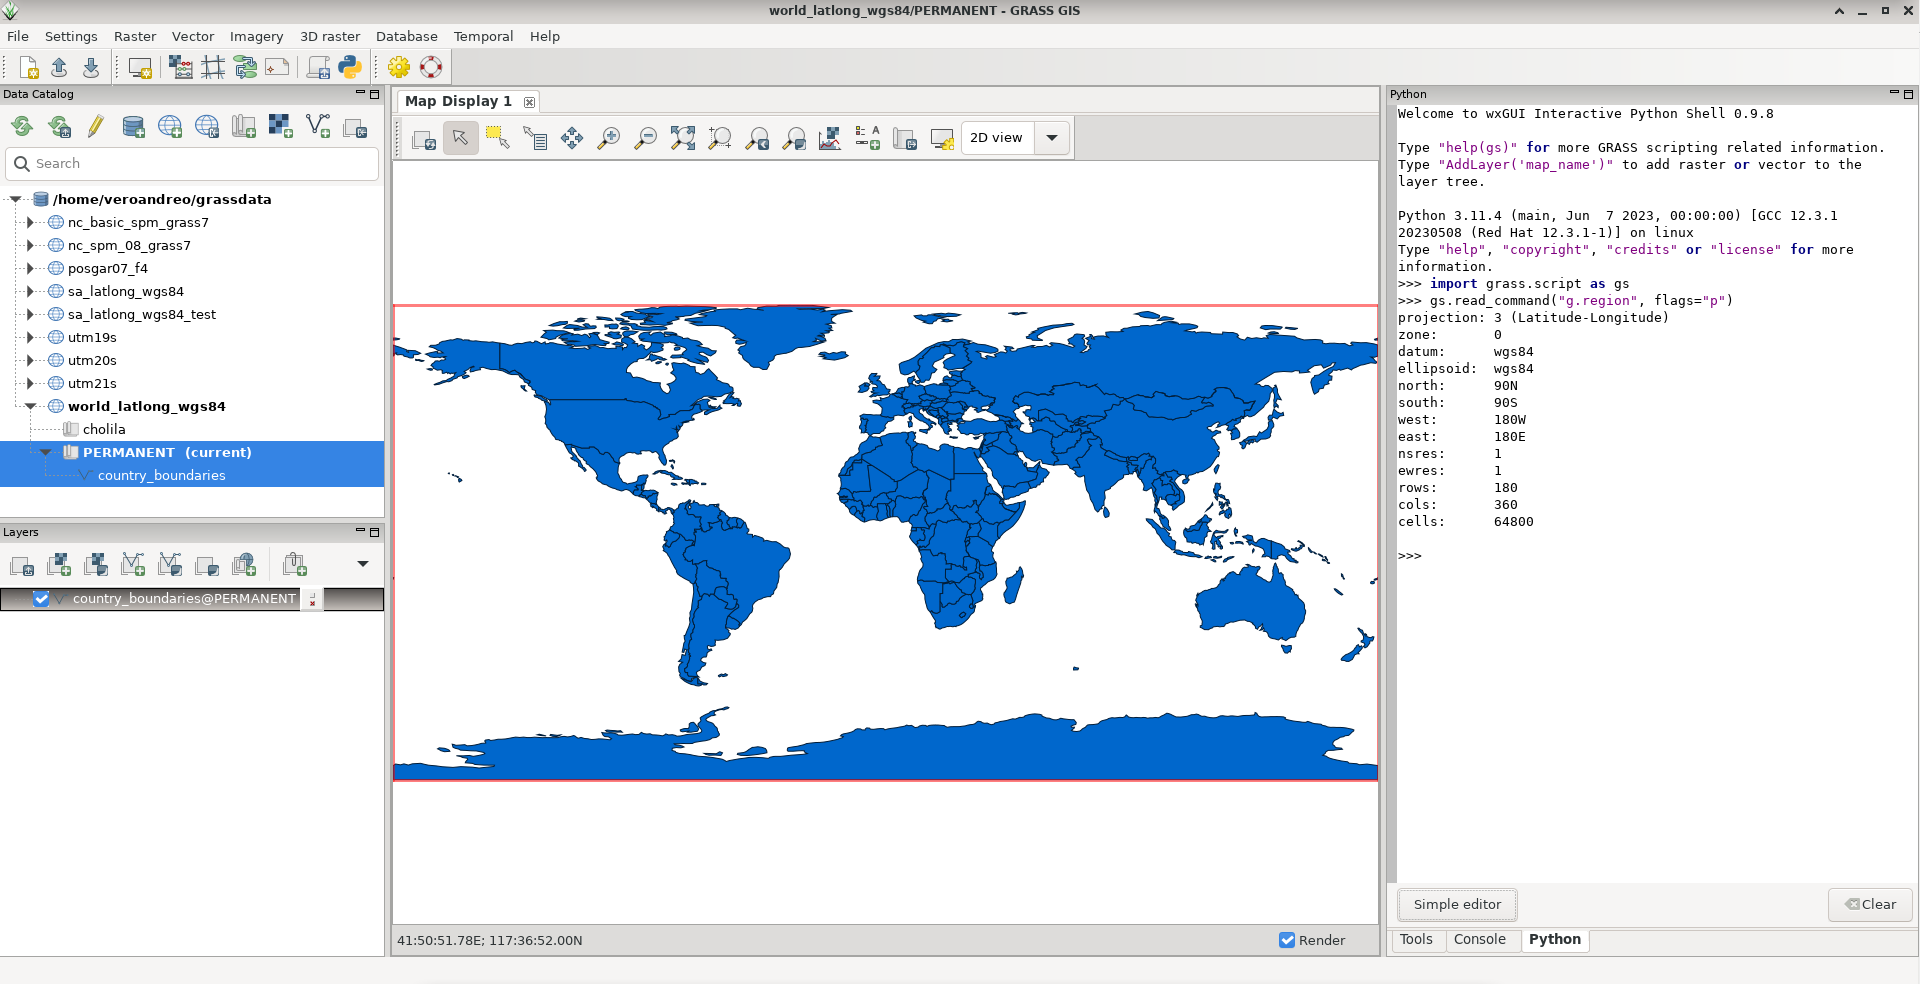 world_latlong_wgs84/PERMANENT - GRASS GIS
File Settings Raster Vector Imagery 3D raster Database Temporal Help
Data Catalog
Search
/home/veroandreo/grassdata
nc_basic_spm_grass7
nc_spm_08_grass7
posgar07_f4
sa_latlong_wgs84
sa_latlong_wgs84_test
utm19s
utm20s
utm21s
world_latlong_wgs84
cholila
PERMANENT (current)
country_boundaries
Layers
country_boundaries@PERMANENT
Map Display 1
2D view
41:50:51.78E; 117:36:52.00N
Render
Python
Welcome to wxGUI Interactive Python Shell 0.9.8
Type "help(gs)" for more GRASS scripting related information.
Type "AddLayer('map_name')" to add raster or vector to the
layer tree.
Python 3.11.4 (main, Jun  7 2023, 00:00:00) [GCC 12.3.1
20230508 (Red Hat 12.3.1-1)] on linux
Type "help", "copyright", "credits" or "license" for more
information.
>>> import grass.script as gs
>>> gs.read_command("g.region", flags="p")
projection: 3 (Latitude-Longitude)
zone:       0
datum:      wgs84
ellipsoid:  wgs84
north:      90N
south:      90S
west:       180W
east:       180E
nsres:      1
ewres:      1
rows:       180
cols:       360
cells:      64800
>>>
Simple editor
Clear
Tools Console Python